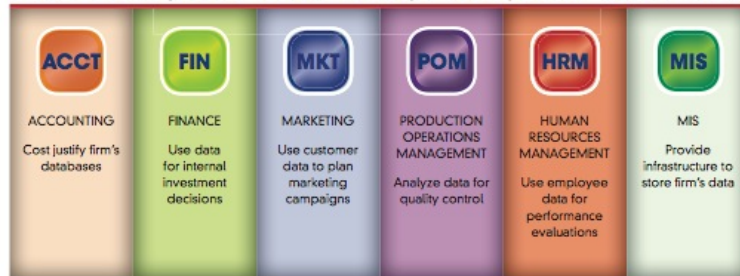 ACCT
ACCOUNTING
Cost justify firm's
databases
FIN
FINANCE
Use data
for internal
investment
decisions
MKT
MARKETING
Use customer
data to plan
marketing
campaigns
POM
PRODUCTION
OPERATIONS
MANAGEMENT
Analyze data for
quality control
HRM
HUMAN
RESOURCES
MANAGEMENT
Use employee
data for
performance
evaluations
MIS
MIS
Provide
infrastructure to
store firm's data